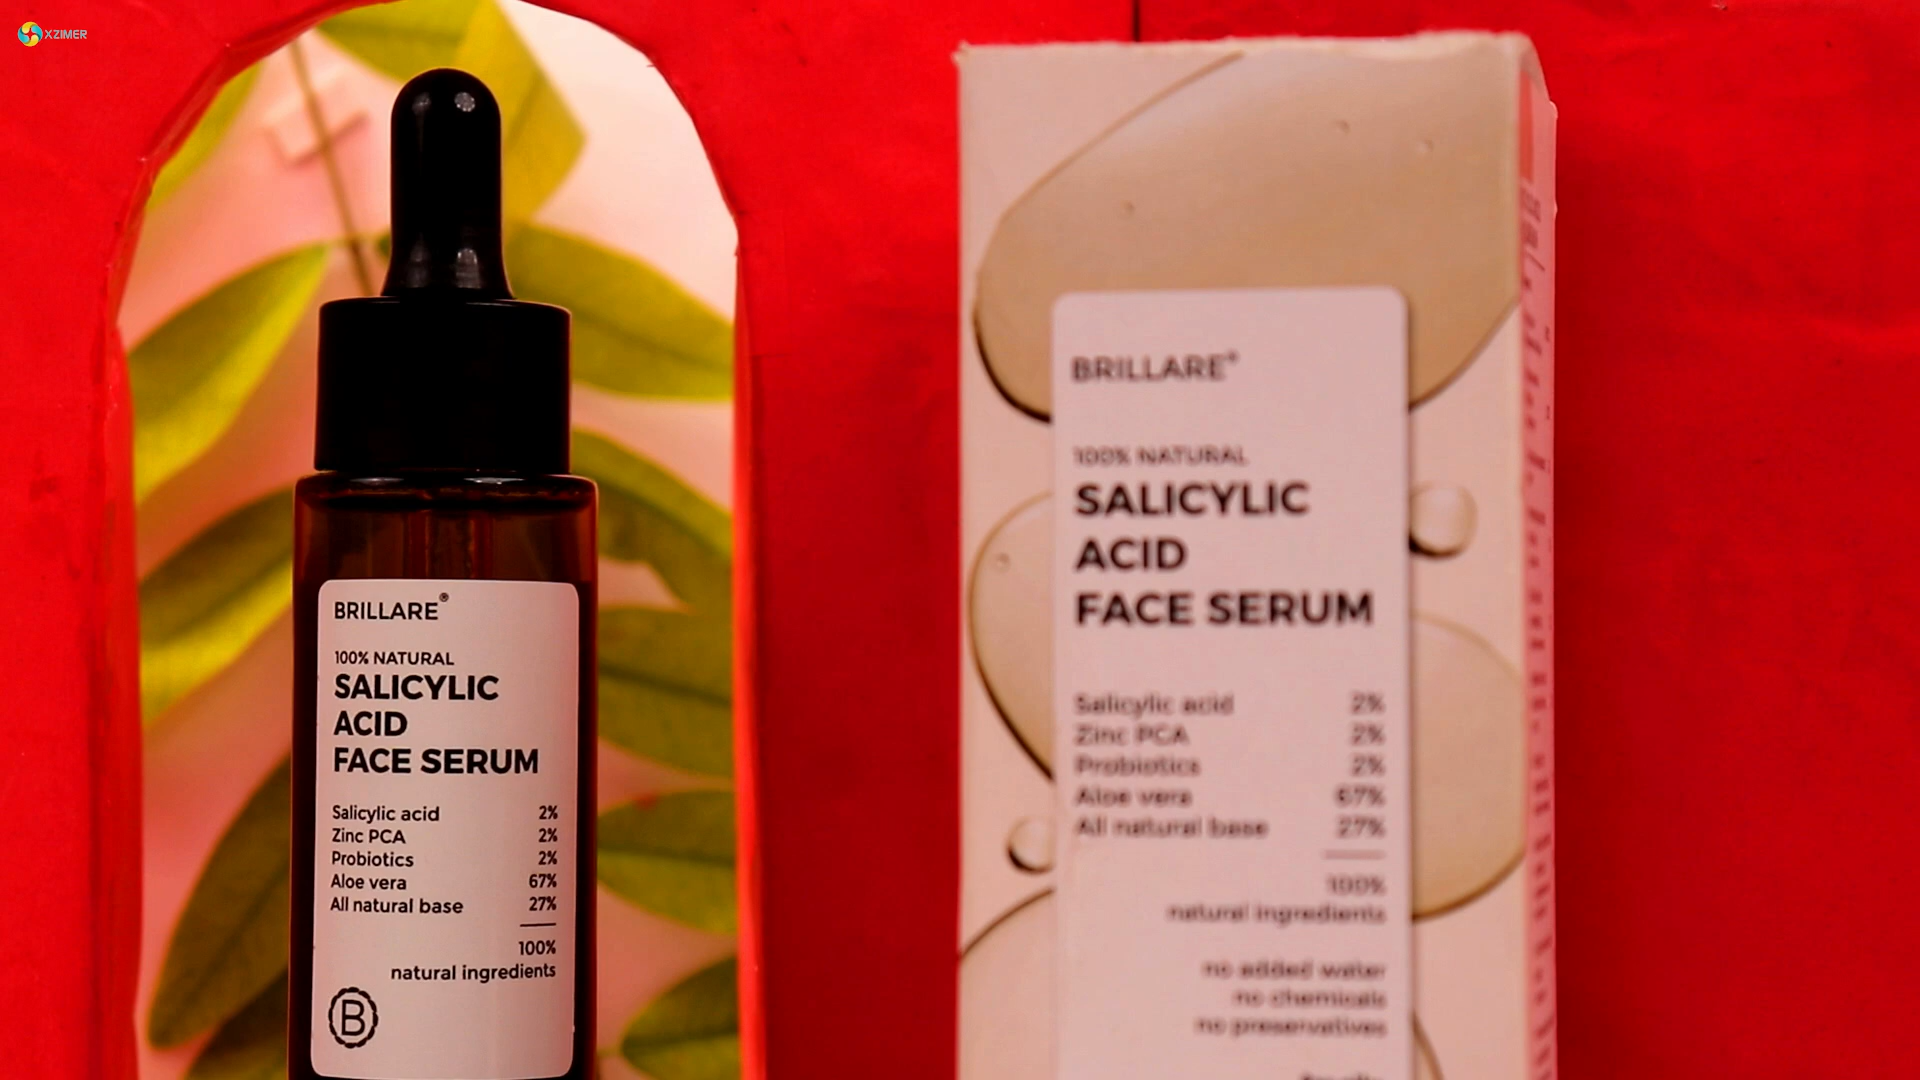 XZIMER
BRILLARE®
100% NATURAL
SALICYLIC
ACID
FACE SERUM
Salicylic acid 2%
Zinc PCA 2%
Probiotics 2%
Aloe vera 67%
All natural base 27%
100%
natural ingredients
B
BRILLARE®
100% NATURAL
SALICYLIC
ACID
FACE SERUM
Salicylic acid 2%
Zinc PCA 2%
Probiotics 2%
Aloe vera 67%
All natural base 27%
100%
natural ingredients
no added water
no chemicals
no preservatives